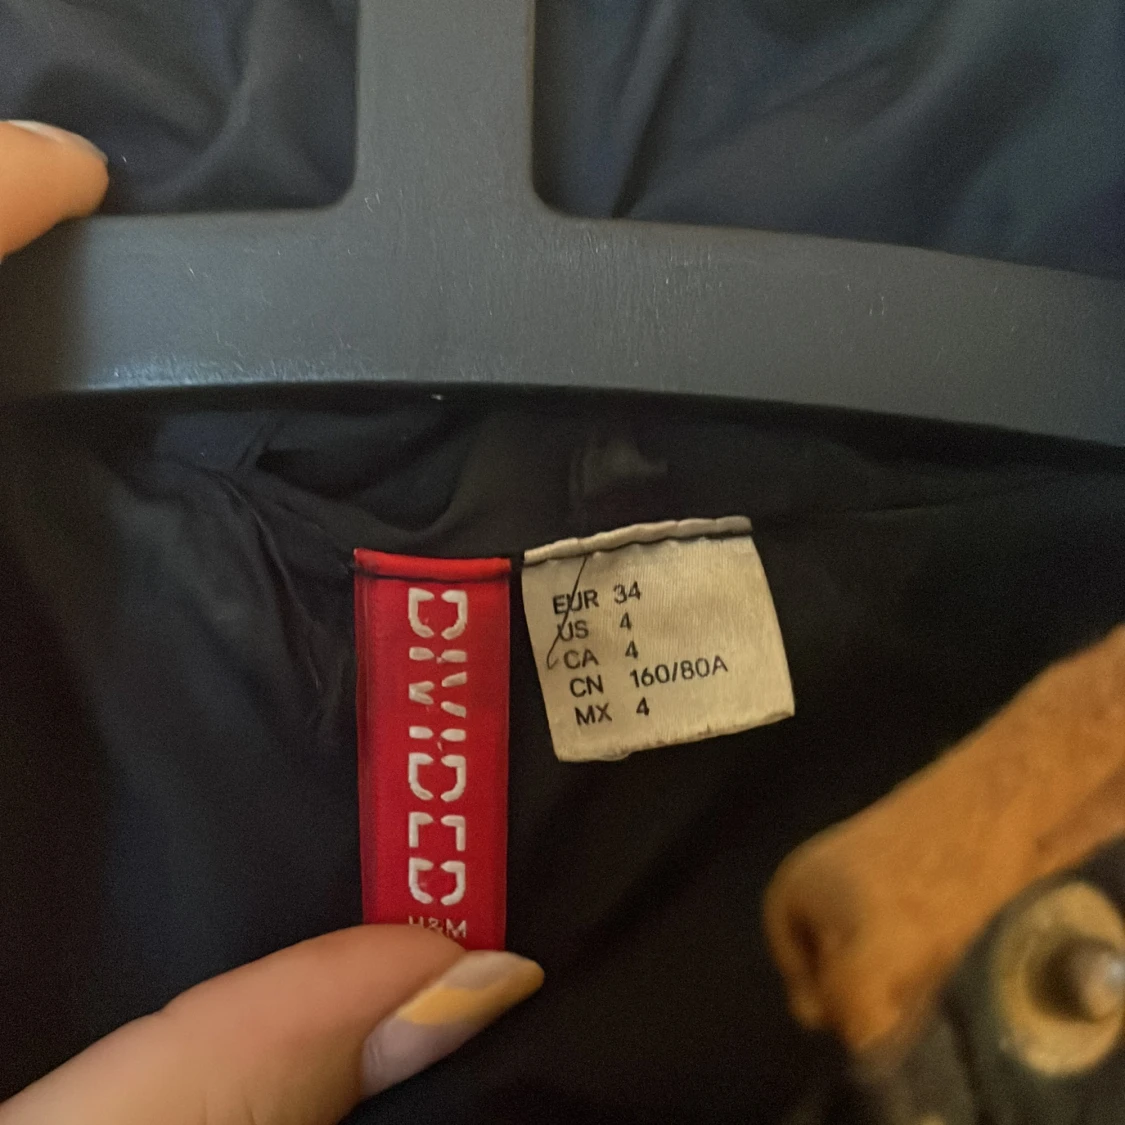 DIVIDED
H&M
EUR 34
US 4
CA 4
CN 160/80A
MX 4